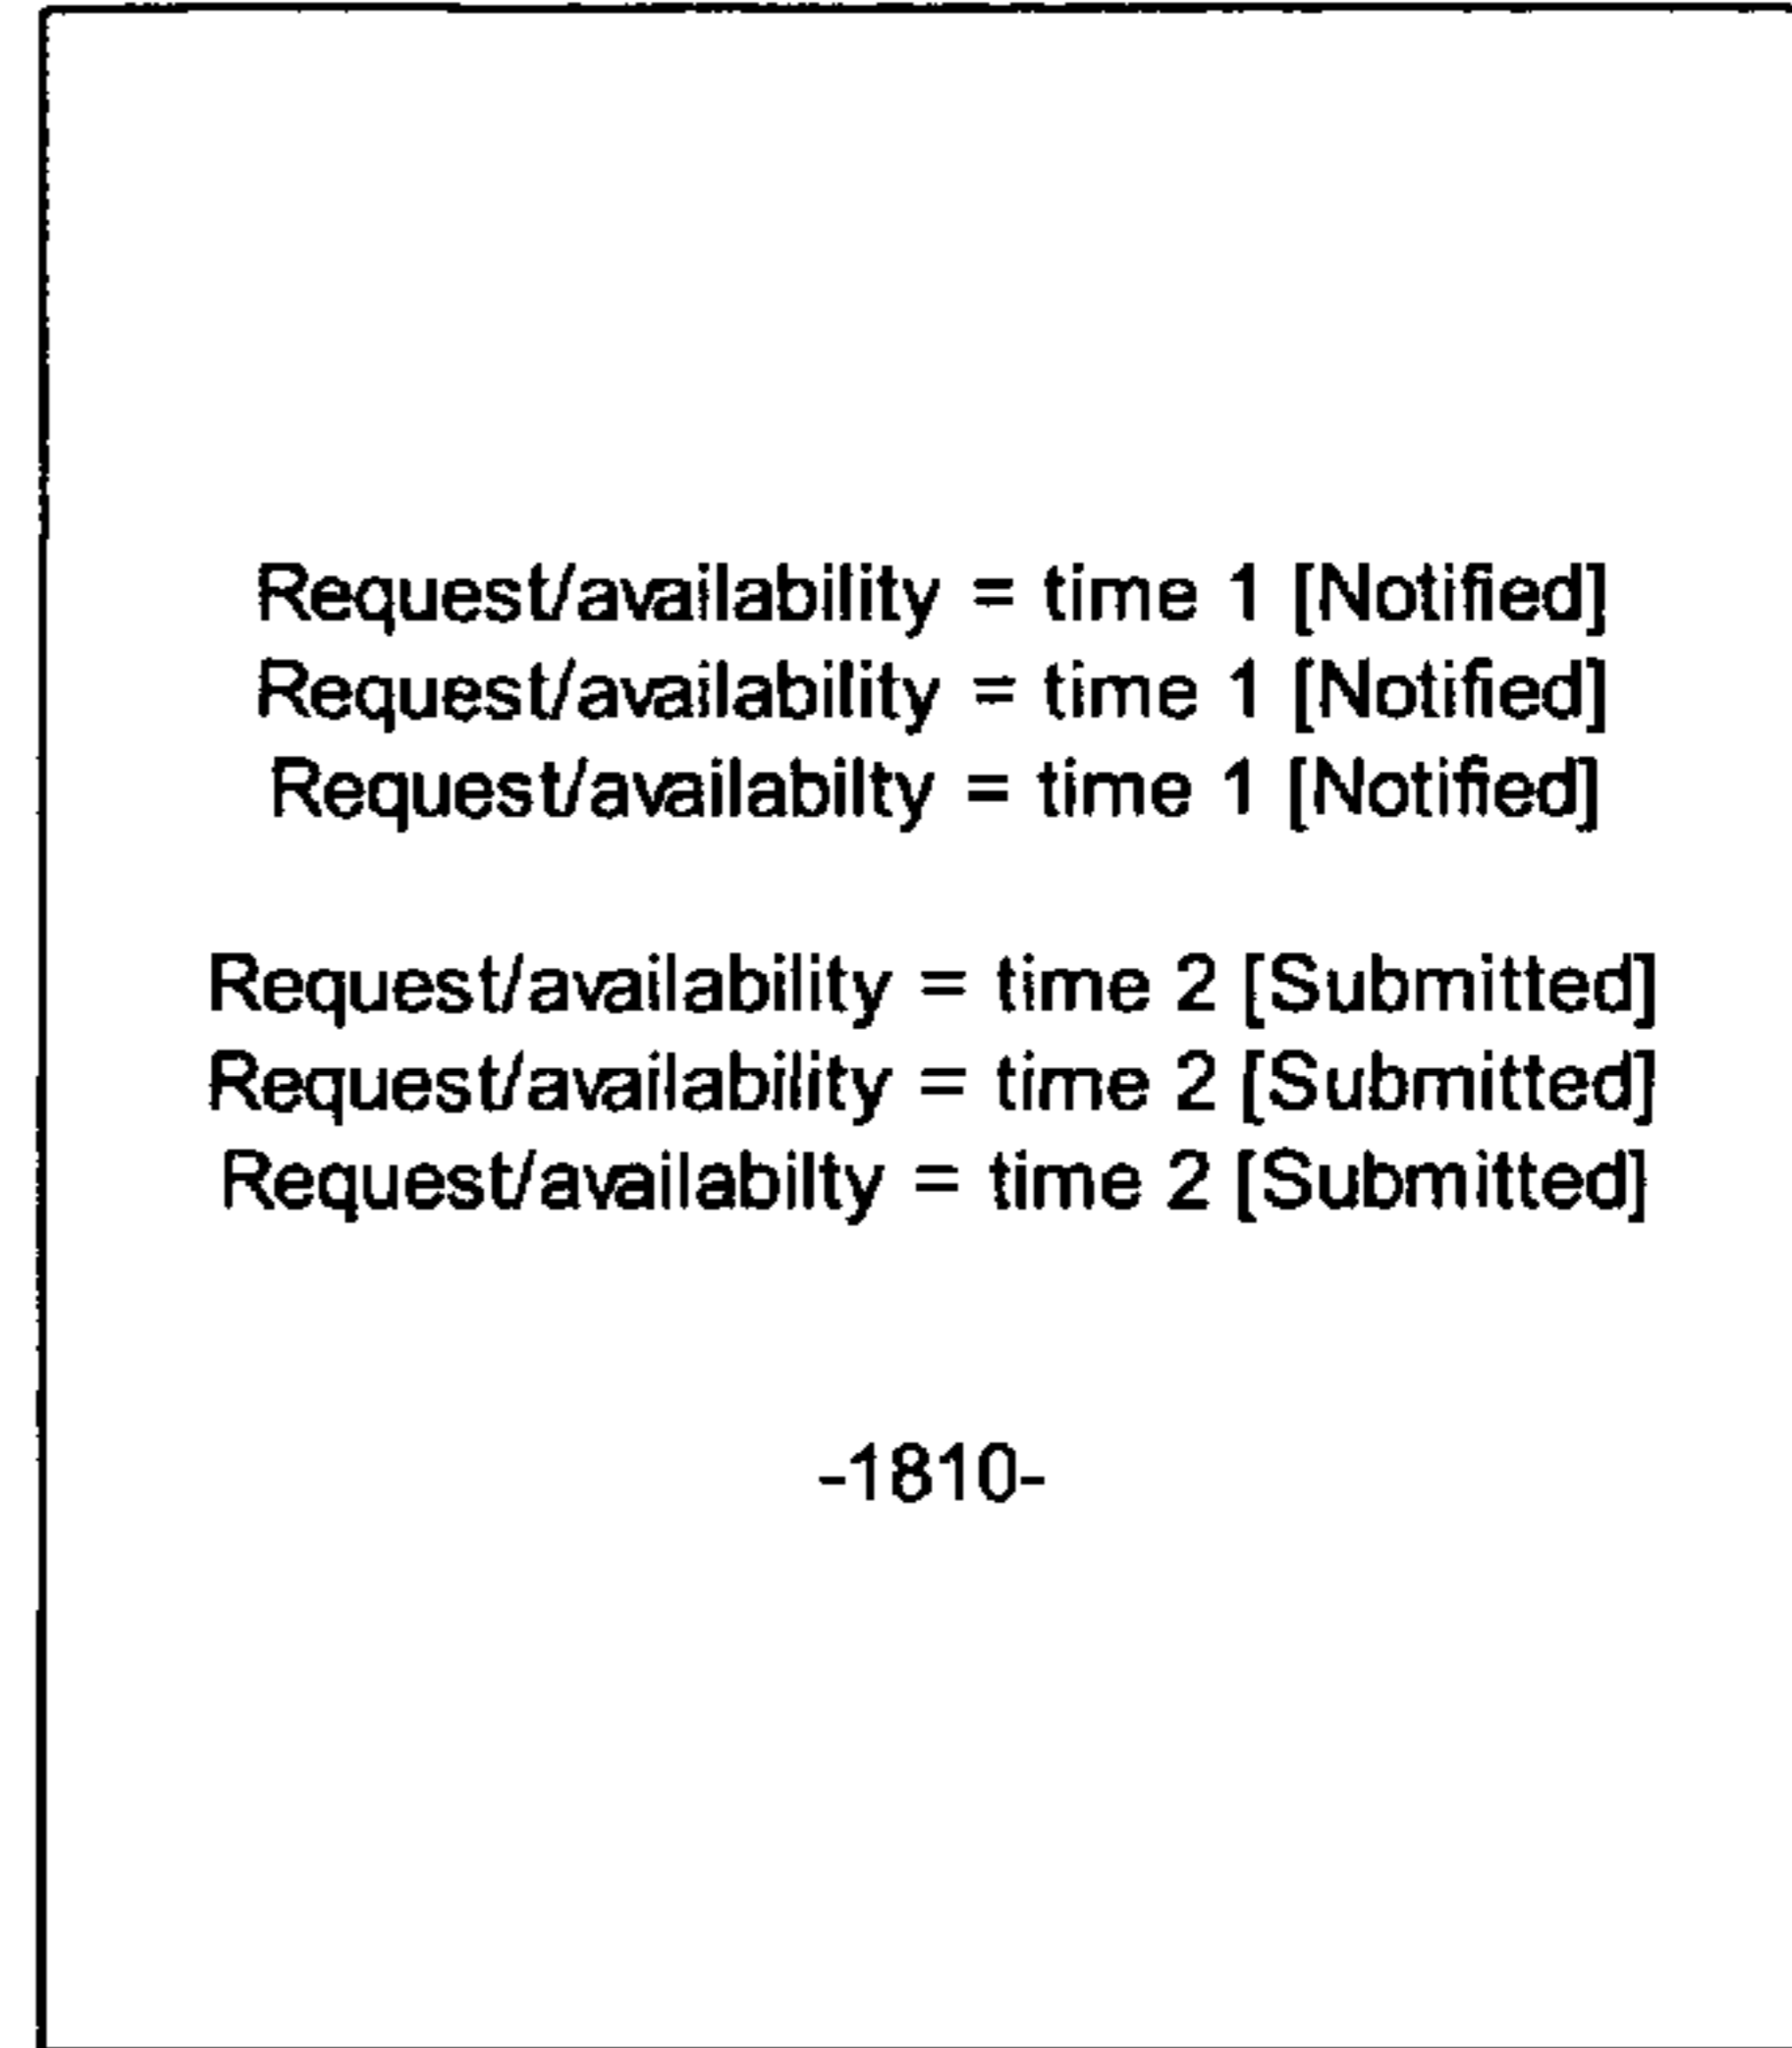 Request/availability = time 1 [Notified]
Request/availability = time 1 [Notified]
Request/availabilty = time 1 [Notified]
Request/availability = time 2 [Submitted]
Request/availability = time 2 [Submitted]
Request/availabilty = time 2 [Submitted]
-1810-